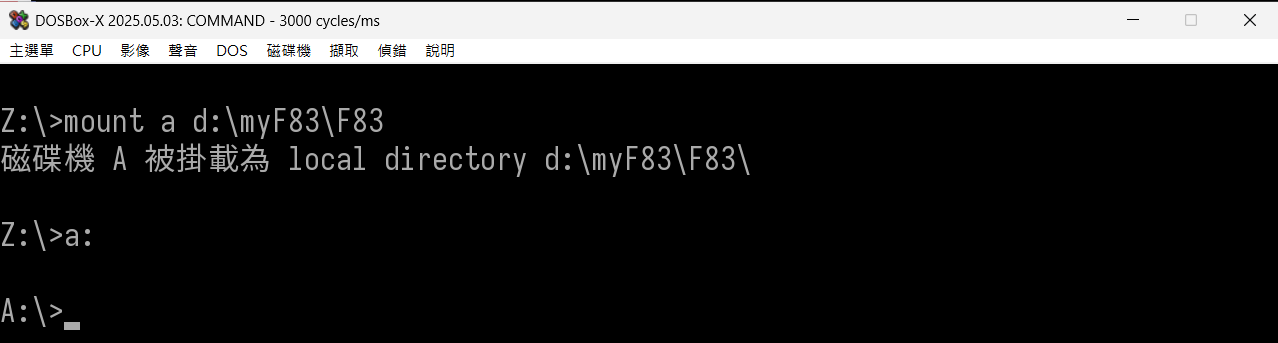 DOSBox-X 2025.05.03: COMMAND - 3000 cycles/ms
主選單 CPU 影像 聲音 DOS 磁碟機 擷取 偵錯 說明
Z:\>mount a d:\myF83\F83
磁碟機 A 被掛載為 local directory d:\myF83\F83\
Z:\>a:
A:\>